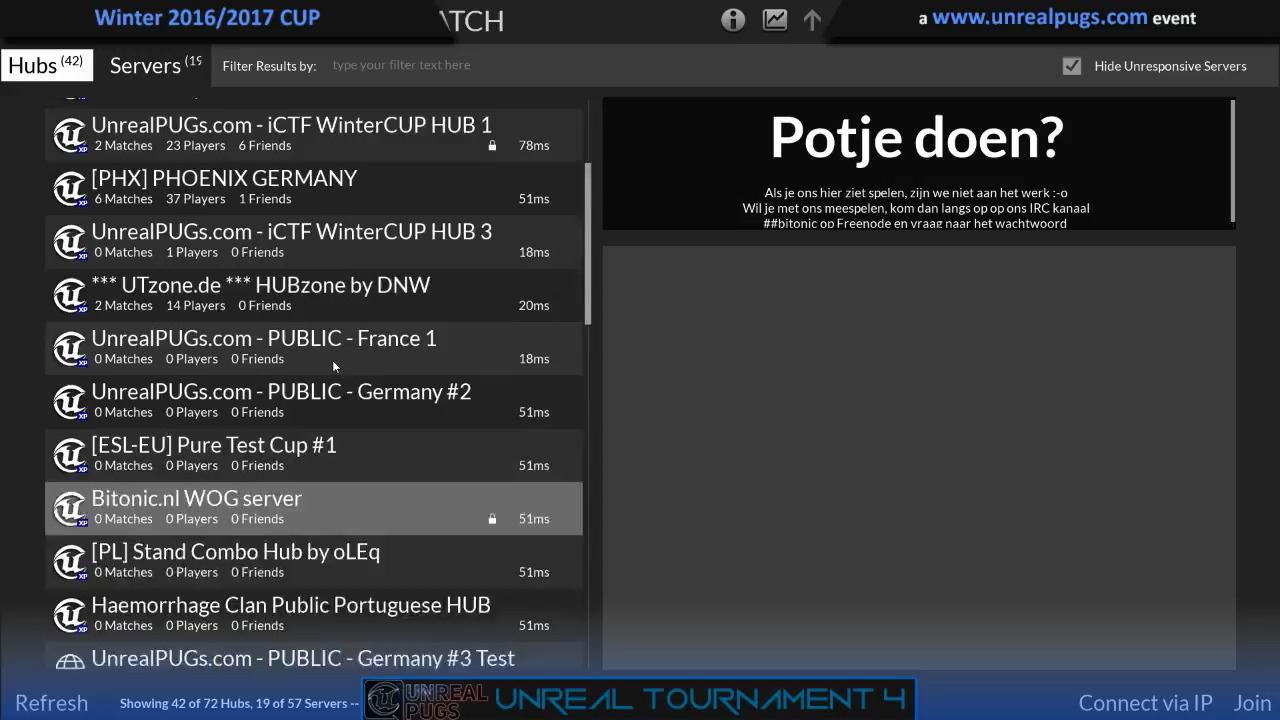 Winter 2016/2017 CUP
ATCH
a www.unrealpugs.com event
Hubs (42)
Servers (19
Filter Results by: type your filter text here
Hide Unresponsive Servers
UnrealPUGs.com - iCTF WinterCUP HUB 1
2 Matches 23 Players 6 Friends 78ms
[PHX] PHOENIX GERMANY
6 Matches 37 Players 1 Friends 51ms
UnrealPUGs.com - iCTF WinterCUP HUB 3
0 Matches 1 Players 0 Friends 18ms
*** UTzone.de *** HUBzone by DNW
2 Matches 14 Players 0 Friends 20ms
UnrealPUGs.com - PUBLIC - France 1
0 Matches 0 Players 0 Friends 18ms
UnrealPUGs.com - PUBLIC - Germany #2
0 Matches 0 Players 0 Friends 51ms
[ESL-EU] Pure Test Cup #1
0 Matches 0 Players 0 Friends 51ms
Bitonic.nl WOG server
0 Matches 0 Players 0 Friends 51ms
[PL] Stand Combo Hub by oLEq
0 Matches 0 Players 0 Friends 51ms
Haemorrhage Clan Public Portuguese HUB
0 Matches 0 Players 0 Friends 51ms
UnrealPUGs.com - PUBLIC - Germany #3 Test
Potje doen?
Als je ons hier ziet spelen, zijn we niet aan het werk :-o
Wil je met ons meespelen, kom dan langs op op ons IRC kanaal
##bitonic op Freenode en vraag naar het wachtwoord
Refresh
Showing 42 of 72 Hubs, 19 of 57 Servers --
UNREAL
PUGS
UNREAL TOURNAMENT 4
Connect via IP
Join